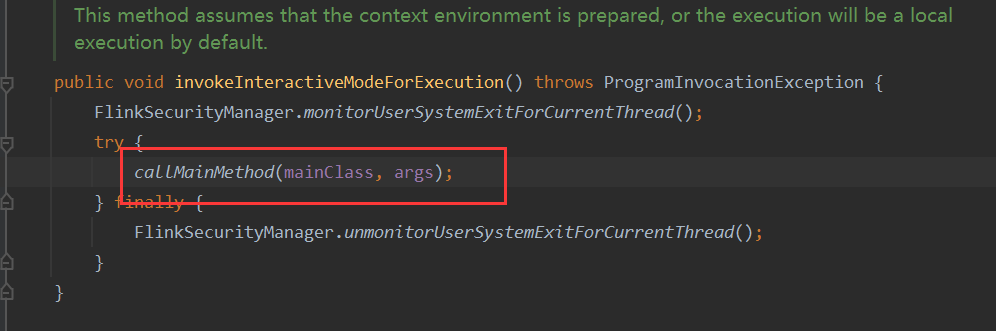 This method assumes that the context environment is prepared, or the execution will be a local
execution by default.
public void invokeInteractiveModeForExecution() throws ProgramInvocationException {
FlinkSecurityManager.monitorUserSystemExitForCurrentThread();
try {
callMainMethod(mainClass, args);
} finally {
FlinkSecurityManager.unmonitorUserSystemExitForCurrentThread();
}
}